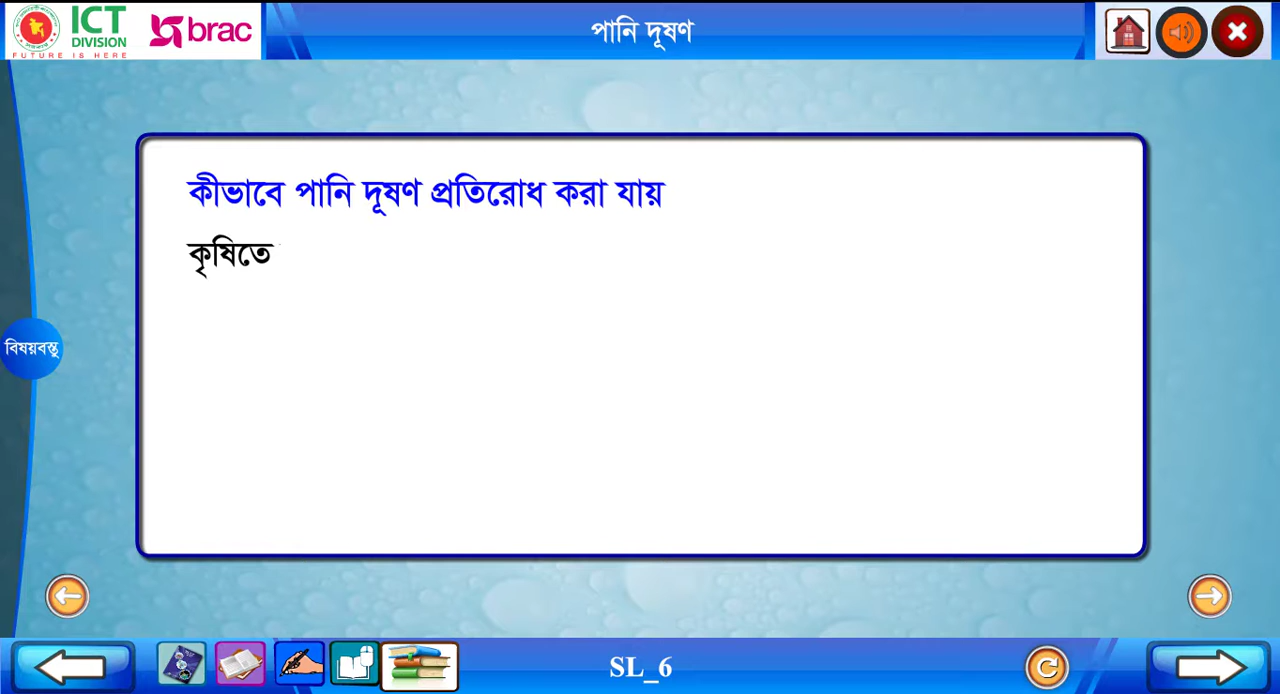 ICT
DIVISION
FUTURE IS HERE
brac
পানি দূষণ
কীভাবে পানি দূষণ প্রতিরোধ করা যায়
কৃষিতে
বিষয়বস্তু
SL_6